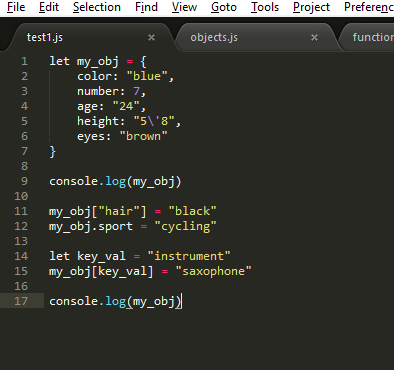 File Edit Selection Find View Goto Tools Project Preferenc
test1.js × objects.js × function
1 let my_obj = {
2 color: "blue",
3 number: 7,
4 age: "24",
5 height: "5\'8",
6 eyes: "brown"
7 }
8
9 console.log(my_obj)
10
11 my_obj["hair"] = "black"
12 my_obj.sport = "cycling"
13
14 let key_val = "instrument"
15 my_obj[key_val] = "saxophone"
16
17 console.log(my_obj)